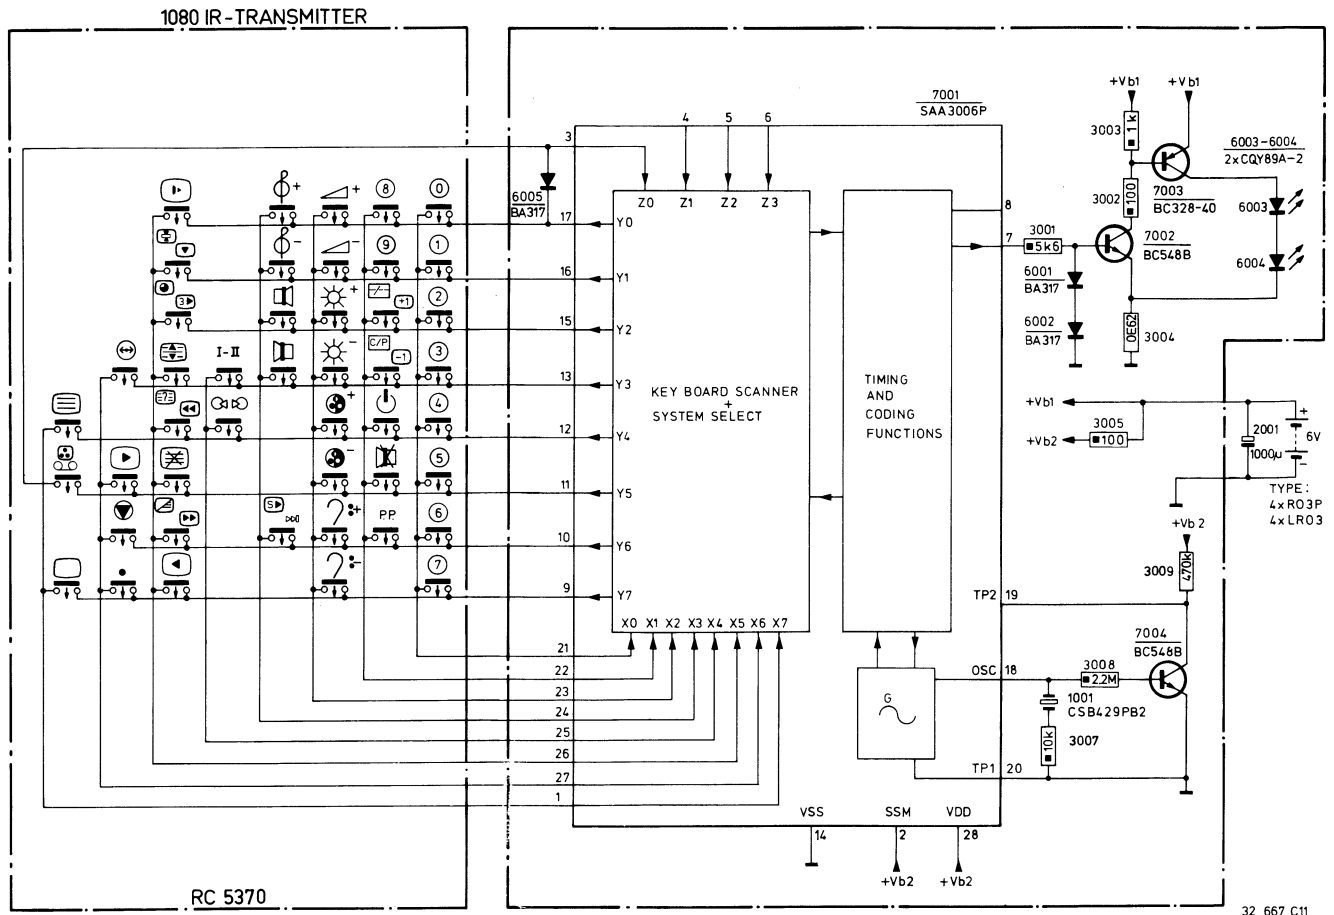 1080 IR-TRANSMITTER
7001
SAA3006P
+Vb1 +Vb1
3 4 5 6
3003 1k
6003-6004
2xCQY89A-2
6005
BA317
Z0 Z1 Z2 Z3
3002 100
7003
BC328-40
6003
+ + 8 0
17 Y0
8
7 3001
5k6
7002
BC548B
6004
- - 9 1
16 Y1
6001
BA317
3 + +1 2
15 Y2
6002
BA317
0E62
3004
I-II - C/P -1 3
13 Y3
KEY BOARD SCANNER
+
SYSTEM SELECT
TIMING
AND
CODING
FUNCTIONS
? + 4
12 Y4
+Vb1
3005
+Vb2 100
2001
1000µ
+
6V
-
- 5
11 Y5
TYPE:
4xR03P
4xLR03
S + P.P. 6
10 Y6
+Vb2
3009 470k
- 7
9 Y7
TP2 19
X0 X1 X2 X3 X4 X5 X6 X7
7004
BC548B
21
22
23
24
25
26
27
1
G
OSC 18
3008
2.2M
1001
CSB429PB2
10k 3007
TP1 20
VSS SSM VDD
14 2 28
+Vb2 +Vb2
RC 5370
32 667 C11